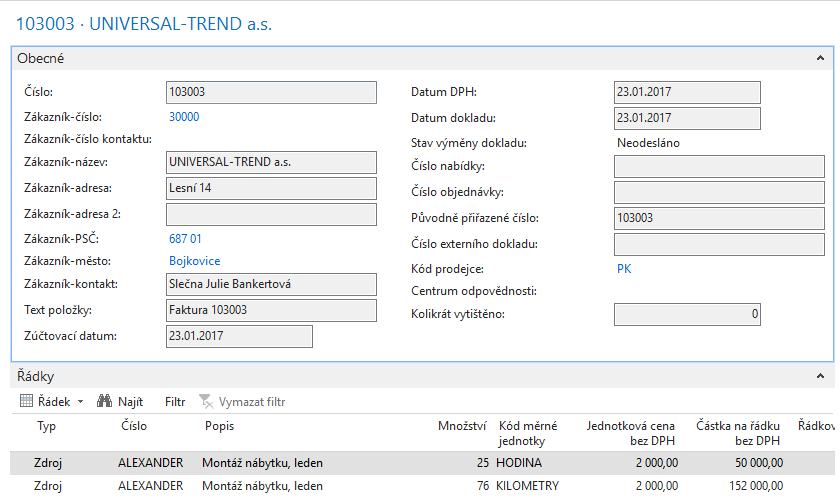 103003 · UNIVERSAL-TREND a.s.
Obecné
Číslo: 103003
Zákazník-číslo: 30000
Zákazník-číslo kontaktu:
Zákazník-název: UNIVERSAL-TREND a.s.
Zákazník-adresa: Lesní 14
Zákazník-adresa 2:
Zákazník-PSČ: 687 01
Zákazník-město: Bojkovice
Zákazník-kontakt: Slečna Julie Bankertová
Text položky: Faktura 103003
Zúčtovací datum: 23.01.2017
Datum DPH: 23.01.2017
Datum dokladu: 23.01.2017
Stav výměny dokladu: Neodesláno
Číslo nabídky:
Číslo objednávky:
Původně přiřazené číslo: 103003
Číslo externího dokladu:
Kód prodejce: PK
Centrum odpovědnosti:
Kolikrát vytištěno: 0
Řádky
Řádek Najít Filtr Vymazat filtr
Typ Číslo Popis Množství Kód měrné jednotky Jednotková cena bez DPH Částka na řádku bez DPH Řádkov
Zdroj ALEXANDER Montáž nábytku, leden 25 HODINA 2 000,00 50 000,00
Zdroj ALEXANDER Montáž nábytku, leden 76 KILOMETRY 2 000,00 152 000,00